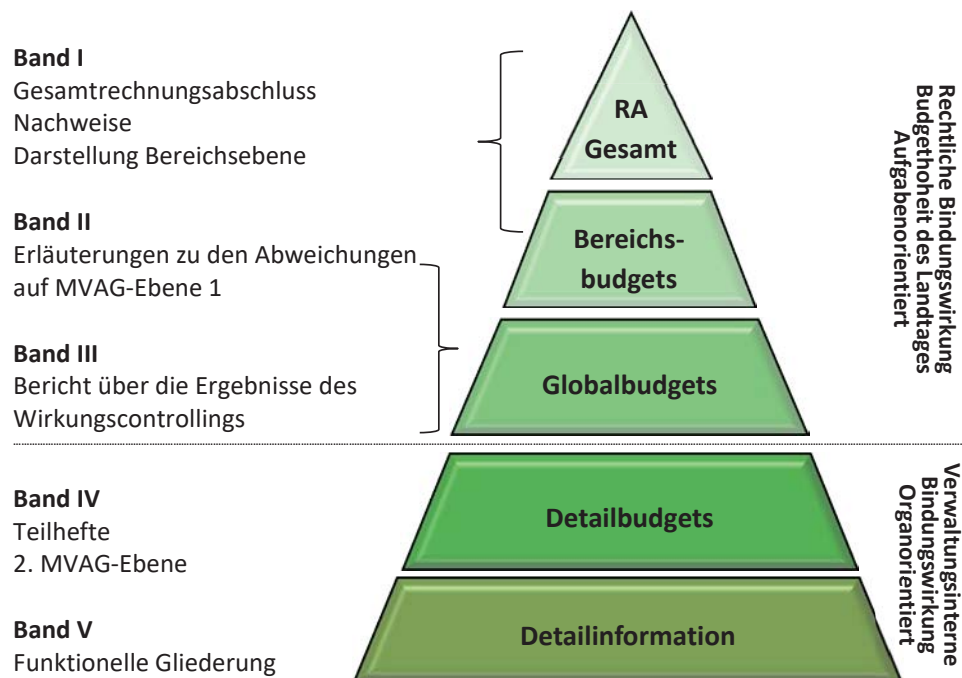 Band I
Gesamtrechnungsabschluss
Nachweise
Darstellung Bereichsebene
Band II
Erläuterungen zu den Abweichungen
auf MVAG-Ebene 1
Band III
Bericht über die Ergebnisse des
Wirkungscontrollings
Band IV
Teilhefte
2. MVAG-Ebene
Band V
Funktionelle Gliederung
RA
Gesamt
Bereichs-
budgets
Globalbudgets
Detailbudgets
Detailinformation
Rechtliche Bindungswirkung
Budgethoheit des Landtages
Aufgabenorientiert
Verwaltungsinterne
Bindungswirkung
Organorientiert